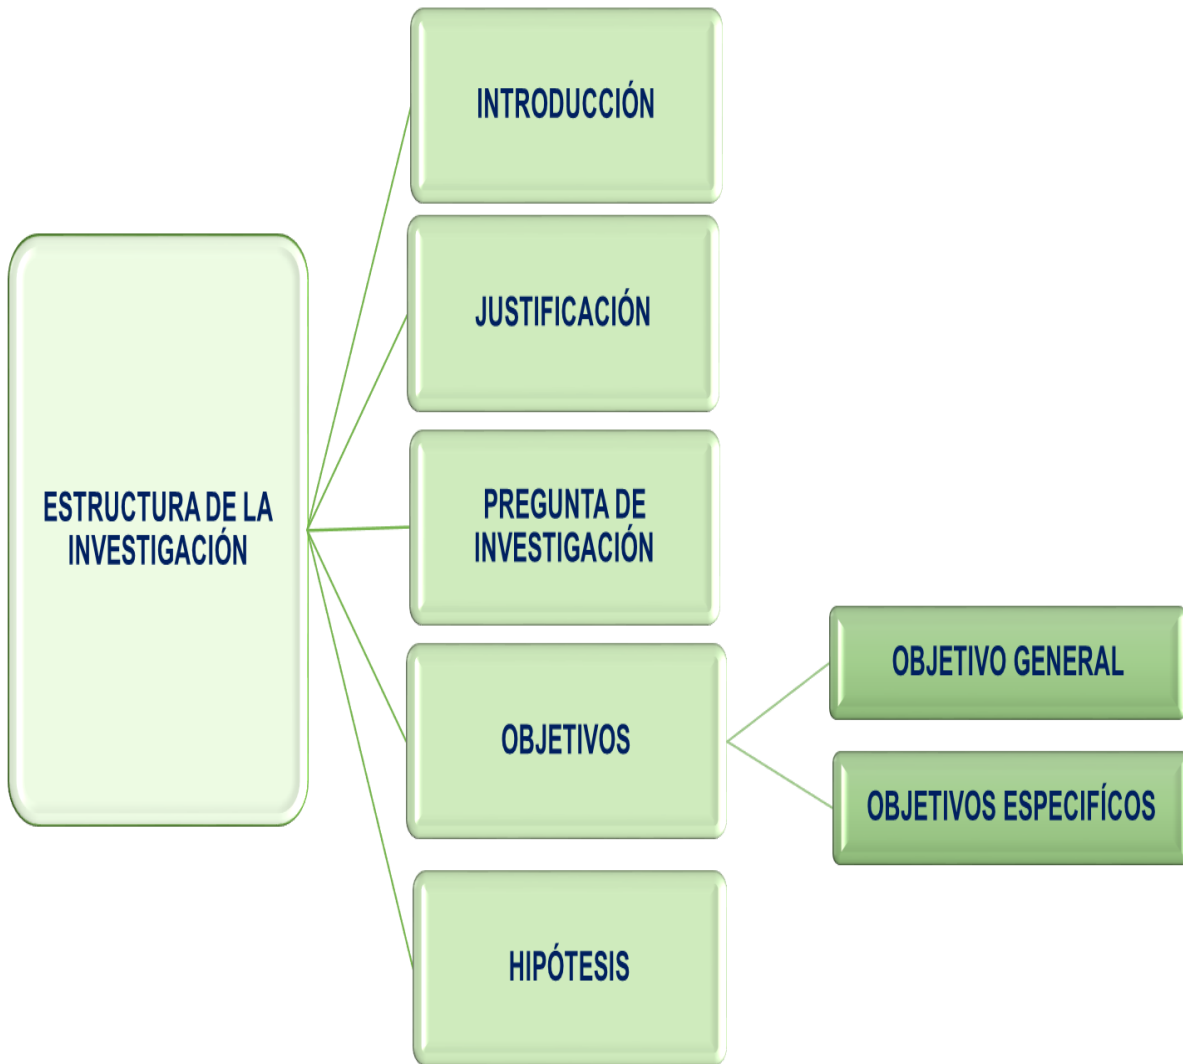 INTRODUCCIÓN
JUSTIFICACIÓN
ESTRUCTURA DE LA
INVESTIGACIÓN
PREGUNTA DE
INVESTIGACIÓN
OBJETIVOS
OBJETIVO GENERAL
OBJETIVOS ESPECIFÍCOS
HIPÓTESIS